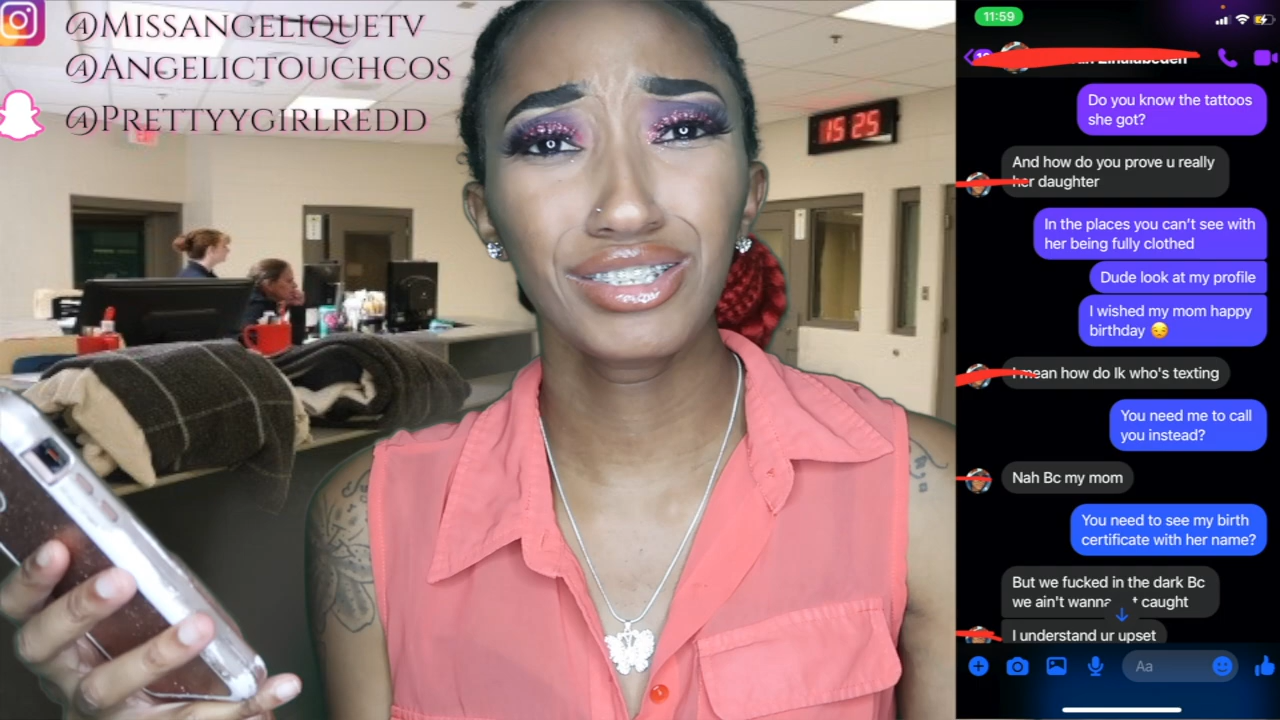 @MISSANGELIQUETV
@ANGELICTOUCHCOS
@PRETTYYGIRLREDD
15 25
11:59
Do you know the tattoos
she got?
And how do you prove u really
her daughter
In the places you can't see with
her being fully clothed
Dude look at my profile
I wished my mom happy
birthday 😔
I mean how do Ik who's texting
You need me to call
you instead?
Nah Bc my mom
You need to see my birth
certificate with her name?
But we fucked in the dark Bc
we ain't wanna caught
I understand ur upset
Aa